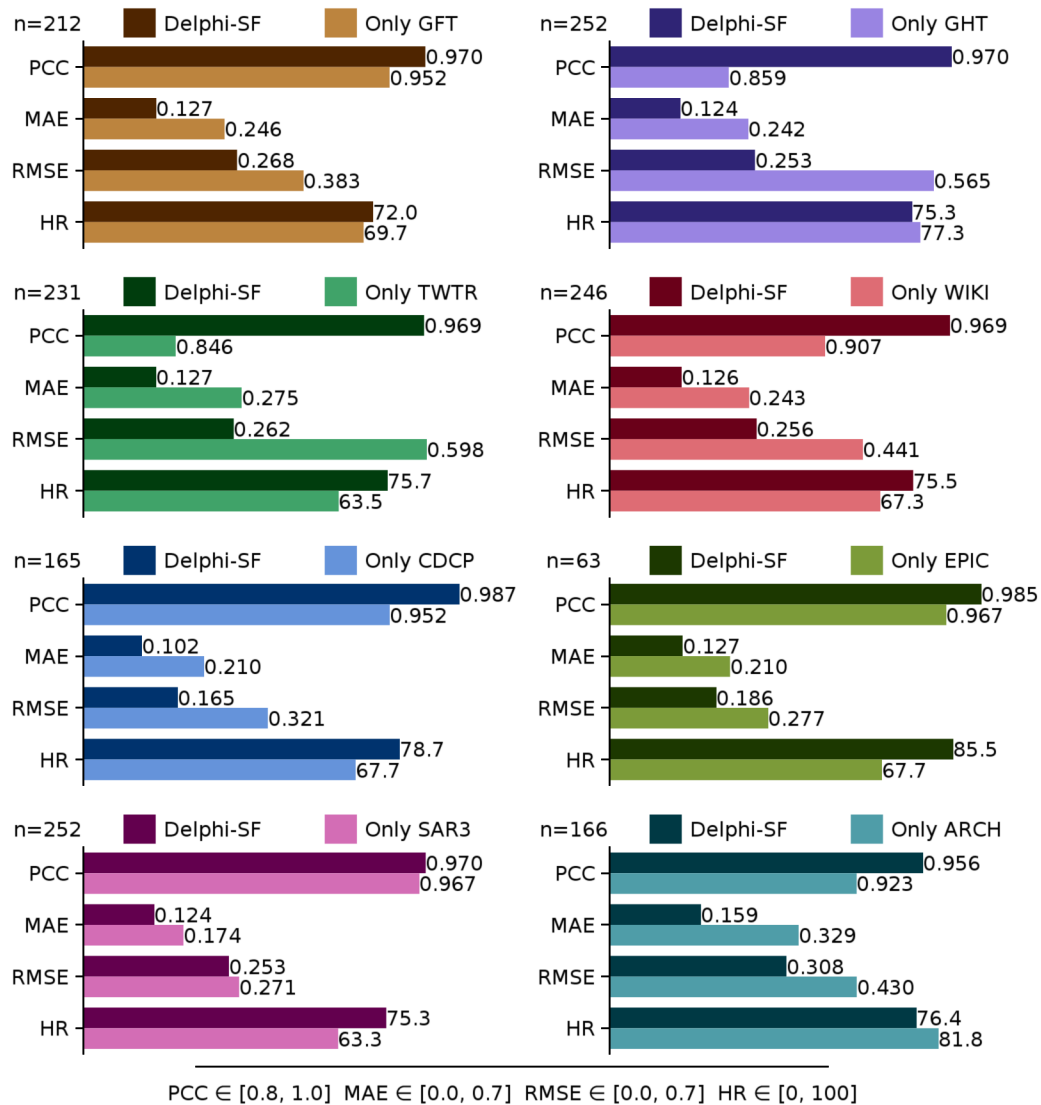 n=212 Delphi-SF Only GFT
PCC 0.970
0.952
MAE 0.127
0.246
RMSE 0.268
0.383
HR 72.0
69.7
n=252 Delphi-SF Only GHT
PCC 0.970
0.859
MAE 0.124
0.242
RMSE 0.253
0.565
HR 75.3
77.3
n=231 Delphi-SF Only TWTR
PCC 0.969
0.846
MAE 0.127
0.275
RMSE 0.262
0.598
HR 75.7
63.5
n=246 Delphi-SF Only WIKI
PCC 0.969
0.907
MAE 0.126
0.243
RMSE 0.256
0.441
HR 75.5
67.3
n=165 Delphi-SF Only CDCP
PCC 0.987
0.952
MAE 0.102
0.210
RMSE 0.165
0.321
HR 78.7
67.7
n=63 Delphi-SF Only EPIC
PCC 0.985
0.967
MAE 0.127
0.210
RMSE 0.186
0.277
HR 85.5
67.7
n=252 Delphi-SF Only SAR3
PCC 0.970
0.967
MAE 0.124
0.174
RMSE 0.253
0.271
HR 75.3
63.3
n=166 Delphi-SF Only ARCH
PCC 0.956
0.923
MAE 0.159
0.329
RMSE 0.308
0.430
HR 76.4
81.8
PCC ∈ [0.8, 1.0] MAE ∈ [0.0, 0.7] RMSE ∈ [0.0, 0.7] HR ∈ [0, 100]